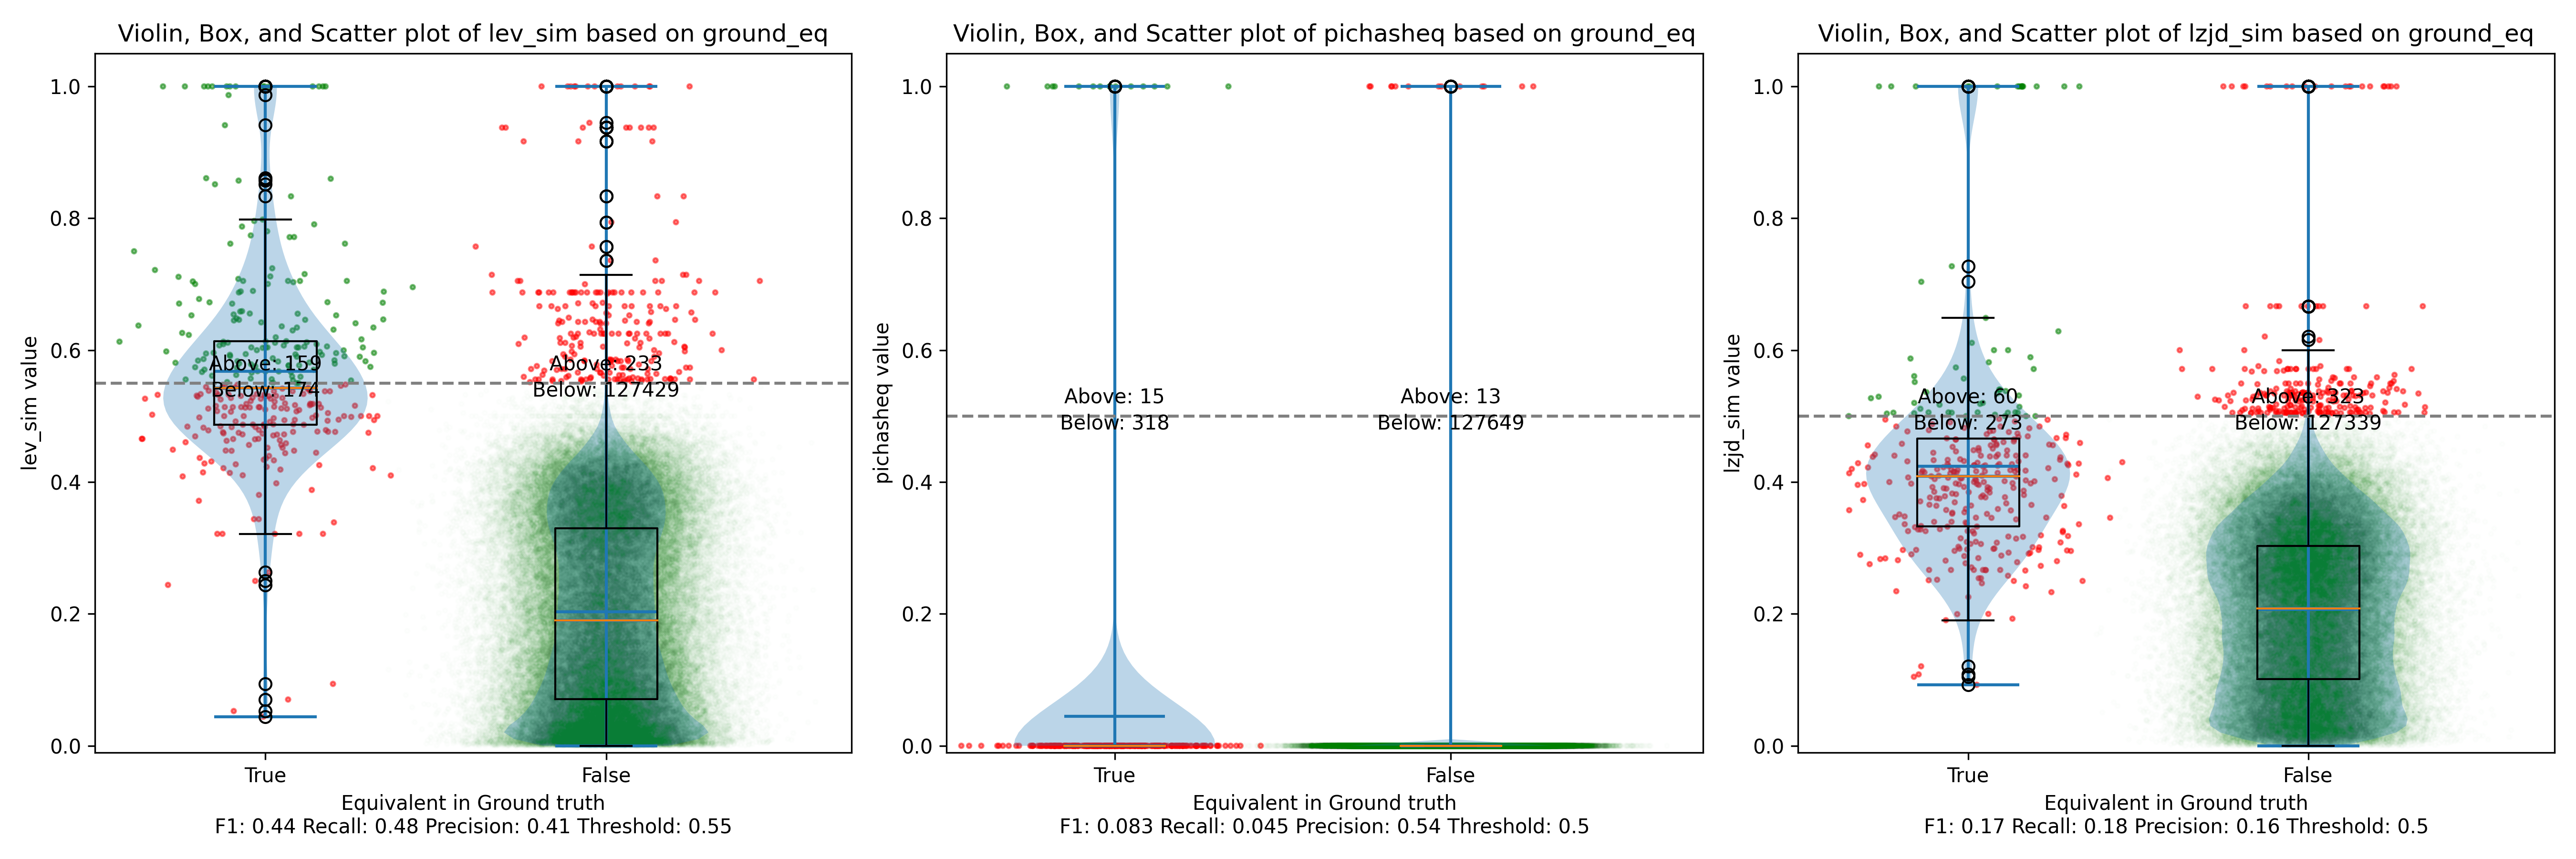 Violin, Box, and Scatter plot of lev_sim based on ground_eq
lev_sim value
1.0
0.8
0.6
0.4
0.2
0.0
Above: 159
Below: 174
Above: 233
Below: 127429
True
False
Equivalent in Ground truth
F1: 0.44 Recall: 0.48 Precision: 0.41 Threshold: 0.55
Violin, Box, and Scatter plot of pichasheq based on ground_eq
pichasheq value
1.0
0.8
0.6
0.4
0.2
0.0
Above: 15
Below: 318
Above: 13
Below: 127649
True
False
Equivalent in Ground truth
F1: 0.083 Recall: 0.045 Precision: 0.54 Threshold: 0.5
Violin, Box, and Scatter plot of lzjd_sim based on ground_eq
lzjd_sim value
1.0
0.8
0.6
0.4
0.2
0.0
Above: 60
Below: 273
Above: 323
Below: 127339
True
False
Equivalent in Ground truth
F1: 0.17 Recall: 0.18 Precision: 0.16 Threshold: 0.5